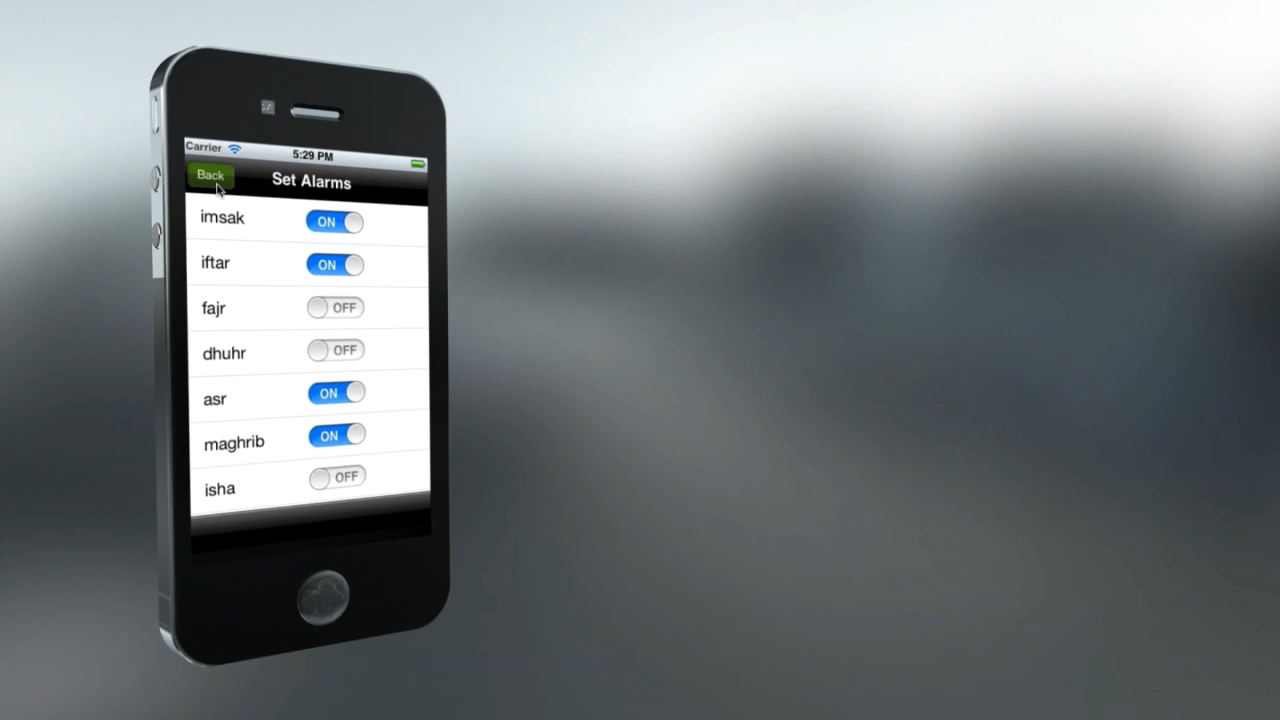 Carrier 5:29 PM
Back Set Alarms
imsak ON
iftar ON
fajr OFF
dhuhr OFF
asr ON
maghrib ON
isha OFF